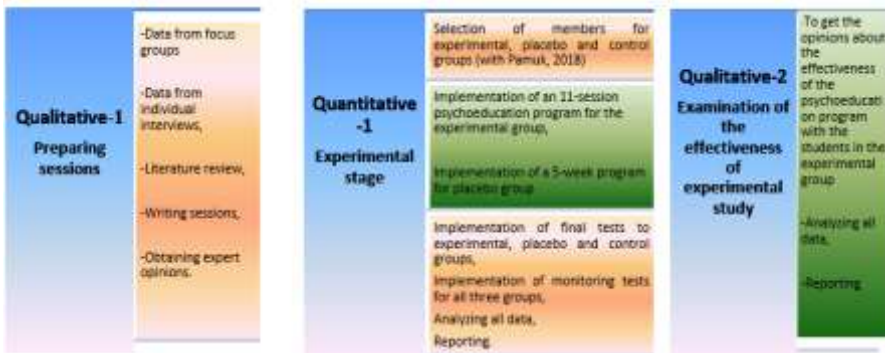 Qualitative-1
Preparing
sessions
-Data from focus
groups
-Data from
individual
interviews,
-Literature review,
-Writing sessions,
-Obtaining expert
opinions.
Quantitative
-1
Experimental
stage
Selection of members for
experimental, placebo and control
groups (with Pamuk, 2018)
Implementation of an 11-session
psychoeducation program for the
experimental group,
Implementation of a 5-week program
for placebo group
Implementation of final tests to
experimental, placebo and control
groups,
Implementation of monitoring tests
for all three groups,
Analyzing all data,
Reporting.
Qualitative-2
Examination of
the
effectiveness
of
experimental
study
-To get the
opinions about
the
effectiveness
of the
psychoeducati
on program
with the
students in the
experimental
group
-Analyzing all
data,
-Reporting